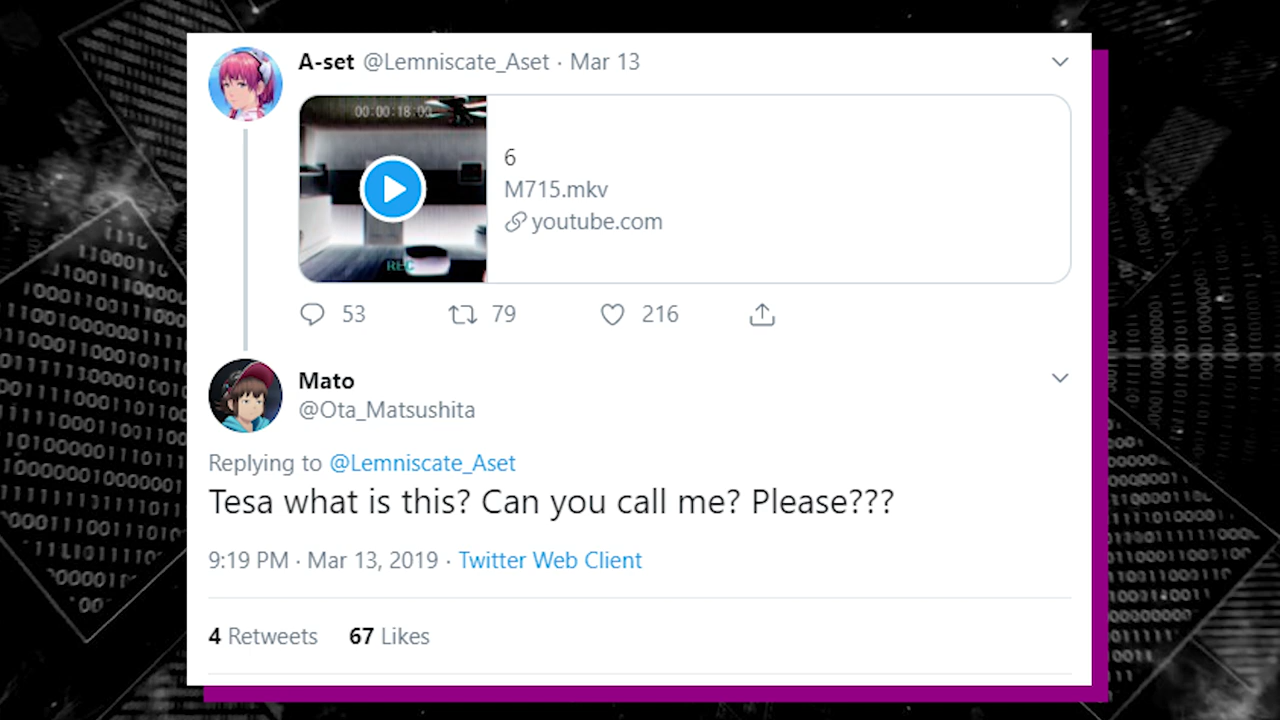 A-set @Lemniscate_Aset · Mar 13
00:00:18:00
6
M715.mkv
youtube.com
REC
53 79 216
Mato
@Ota_Matsushita
Replying to @Lemniscate_Aset
Tesa what is this? Can you call me? Please???
9:19 PM · Mar 13, 2019 · Twitter Web Client
4 Retweets 67 Likes